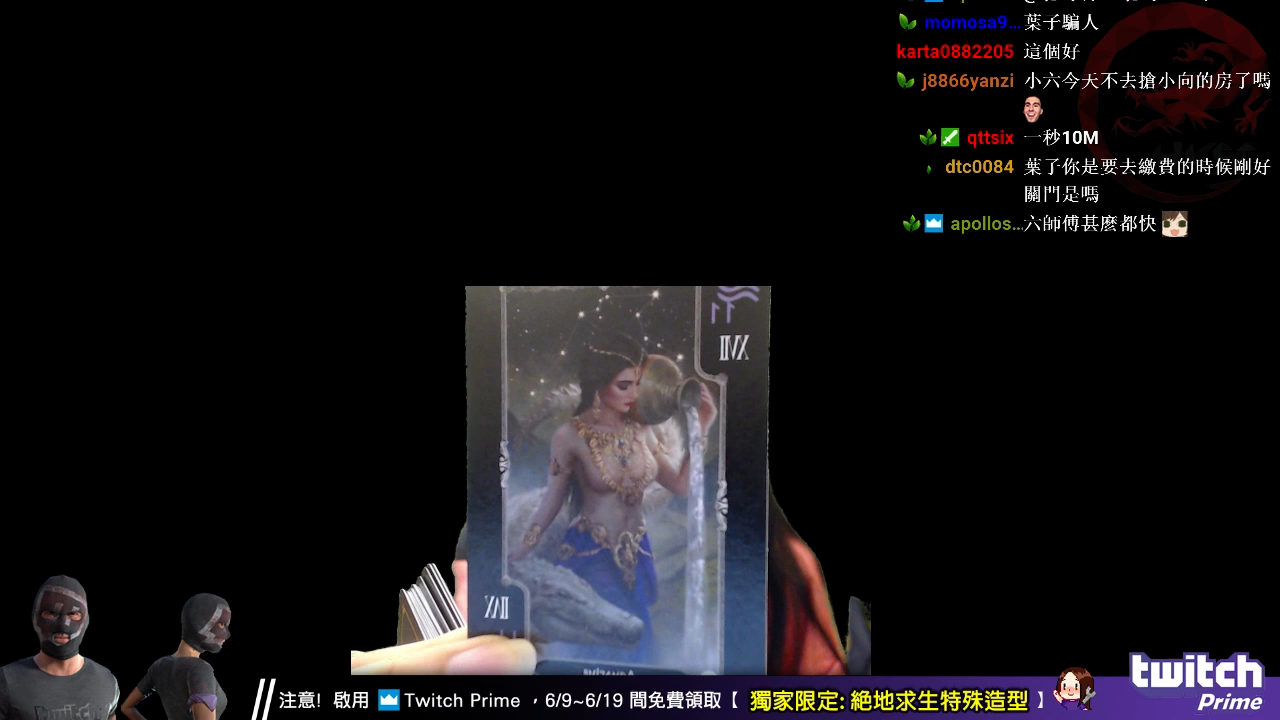 momosa9... 葉子騙人
karta0882205 這個好
j8866yanzi 小六今天不去搶小向的房了嗎
qttsix 一秒10M
dtc0084 葉了你是要去繳費的時候剛好
關門是嗎
apollos... 六師傅甚麼都快
11
XVII
XVII
// 注意! 啟用 Twitch Prime ,6/9~6/19 間免費領取【 獨家限定: 絕地求生特殊造型 】
twitch
Prime